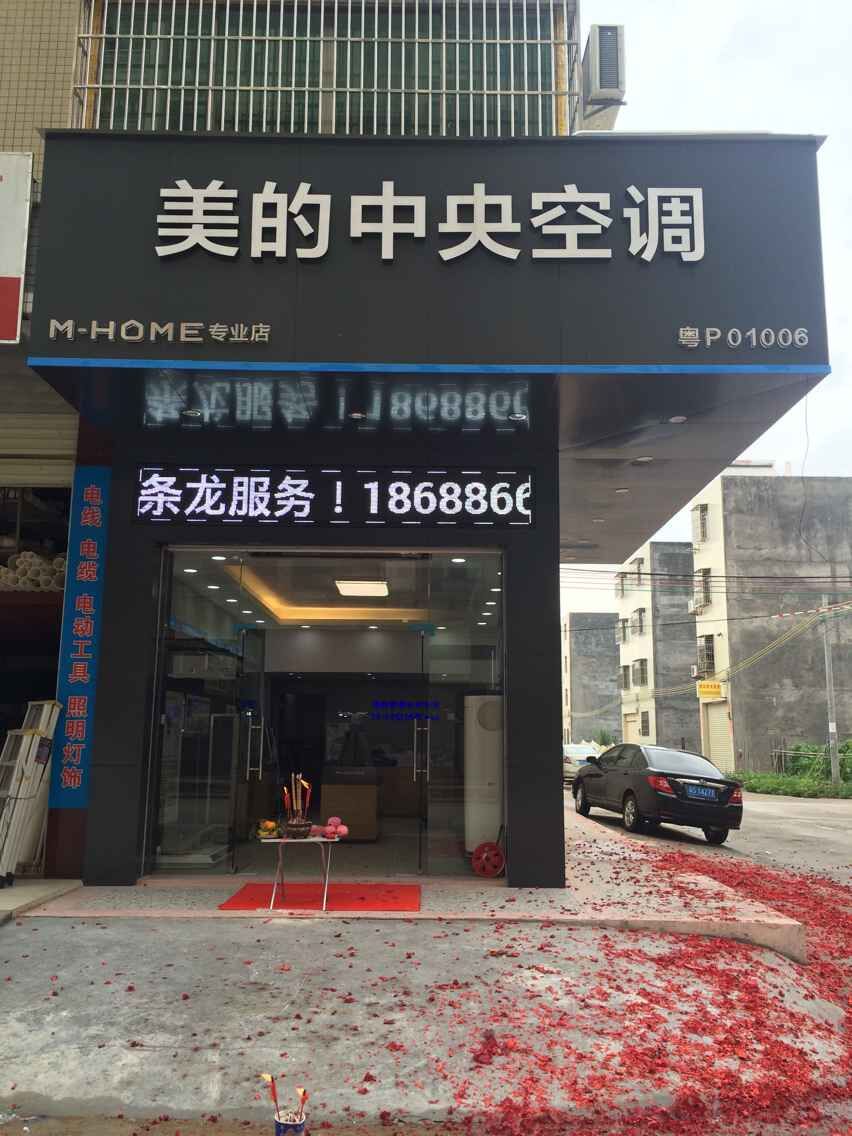 美的中央空调
M-HOME专业店
粤P01006
条龙服务！1868866
电线 电缆 电动工具 照明灯饰